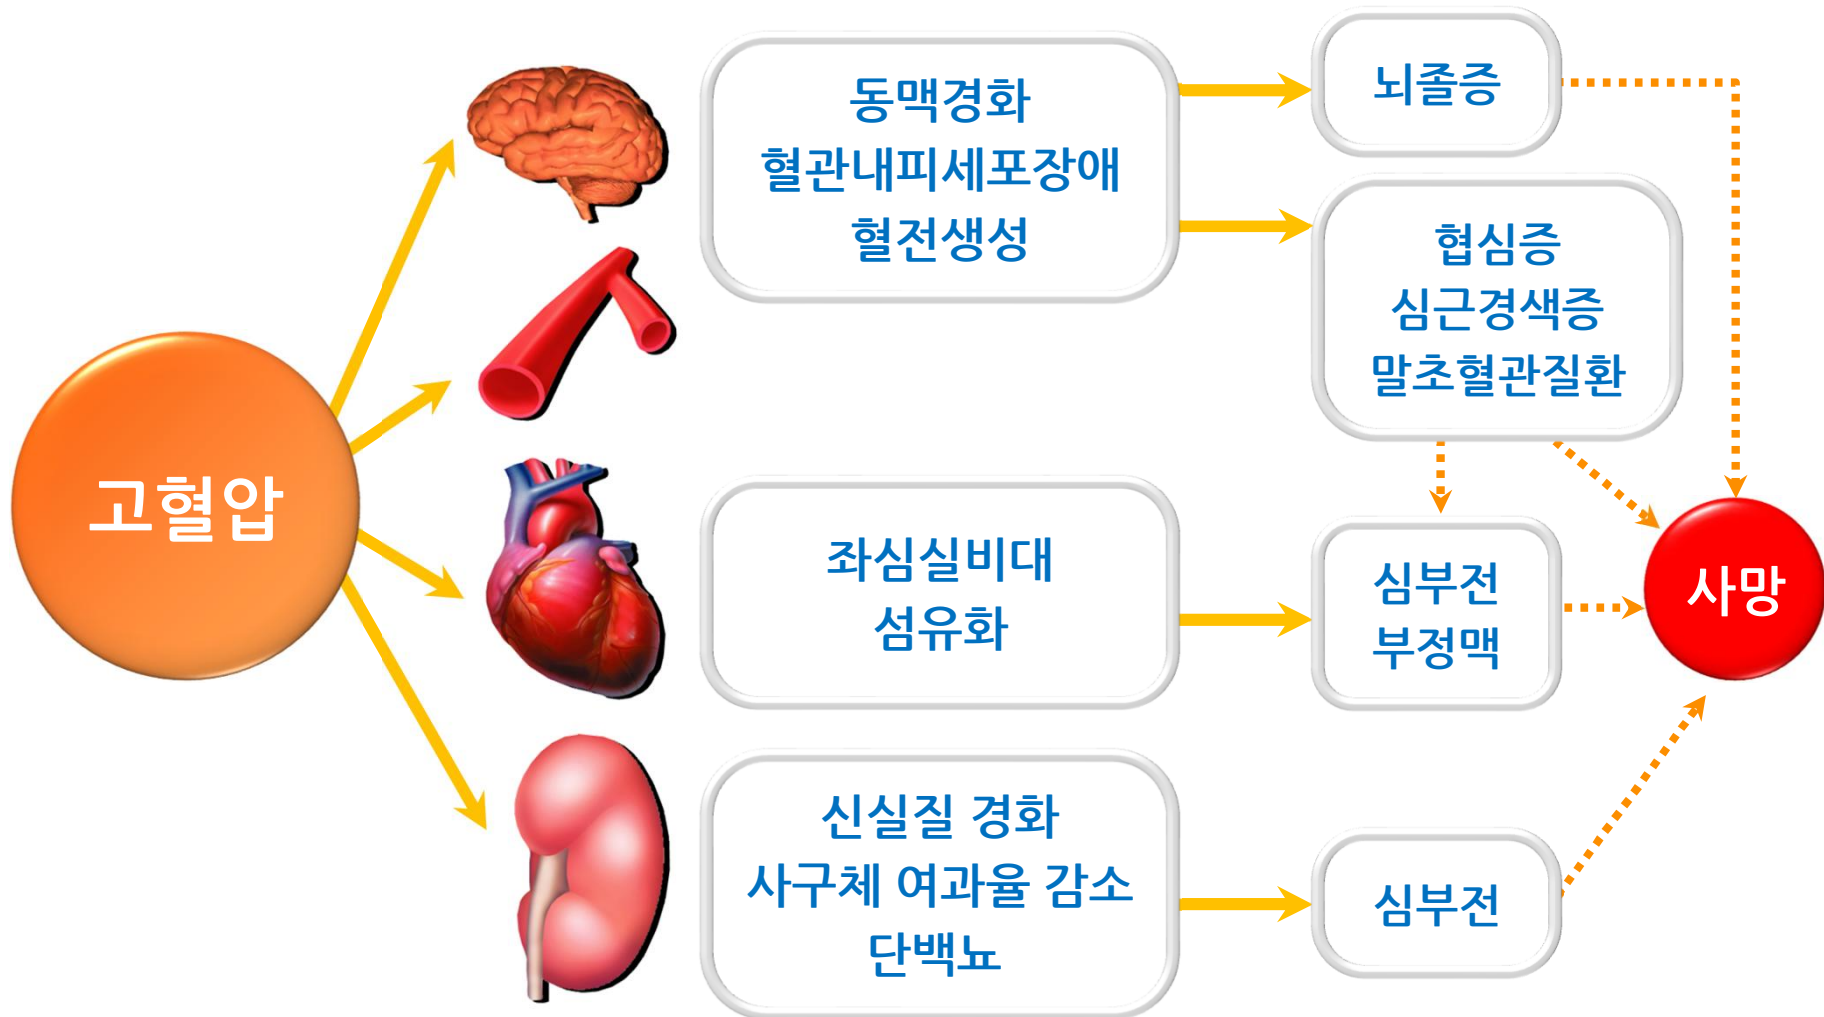 고혈압
동맥경화
혈관내피세포장애
혈전생성
뇌졸증
협심증
심근경색증
말초혈관질환
좌심실비대
섬유화
심부전
부정맥
사망
신실질 경화
사구체 여과율 감소
단백뇨
심부전